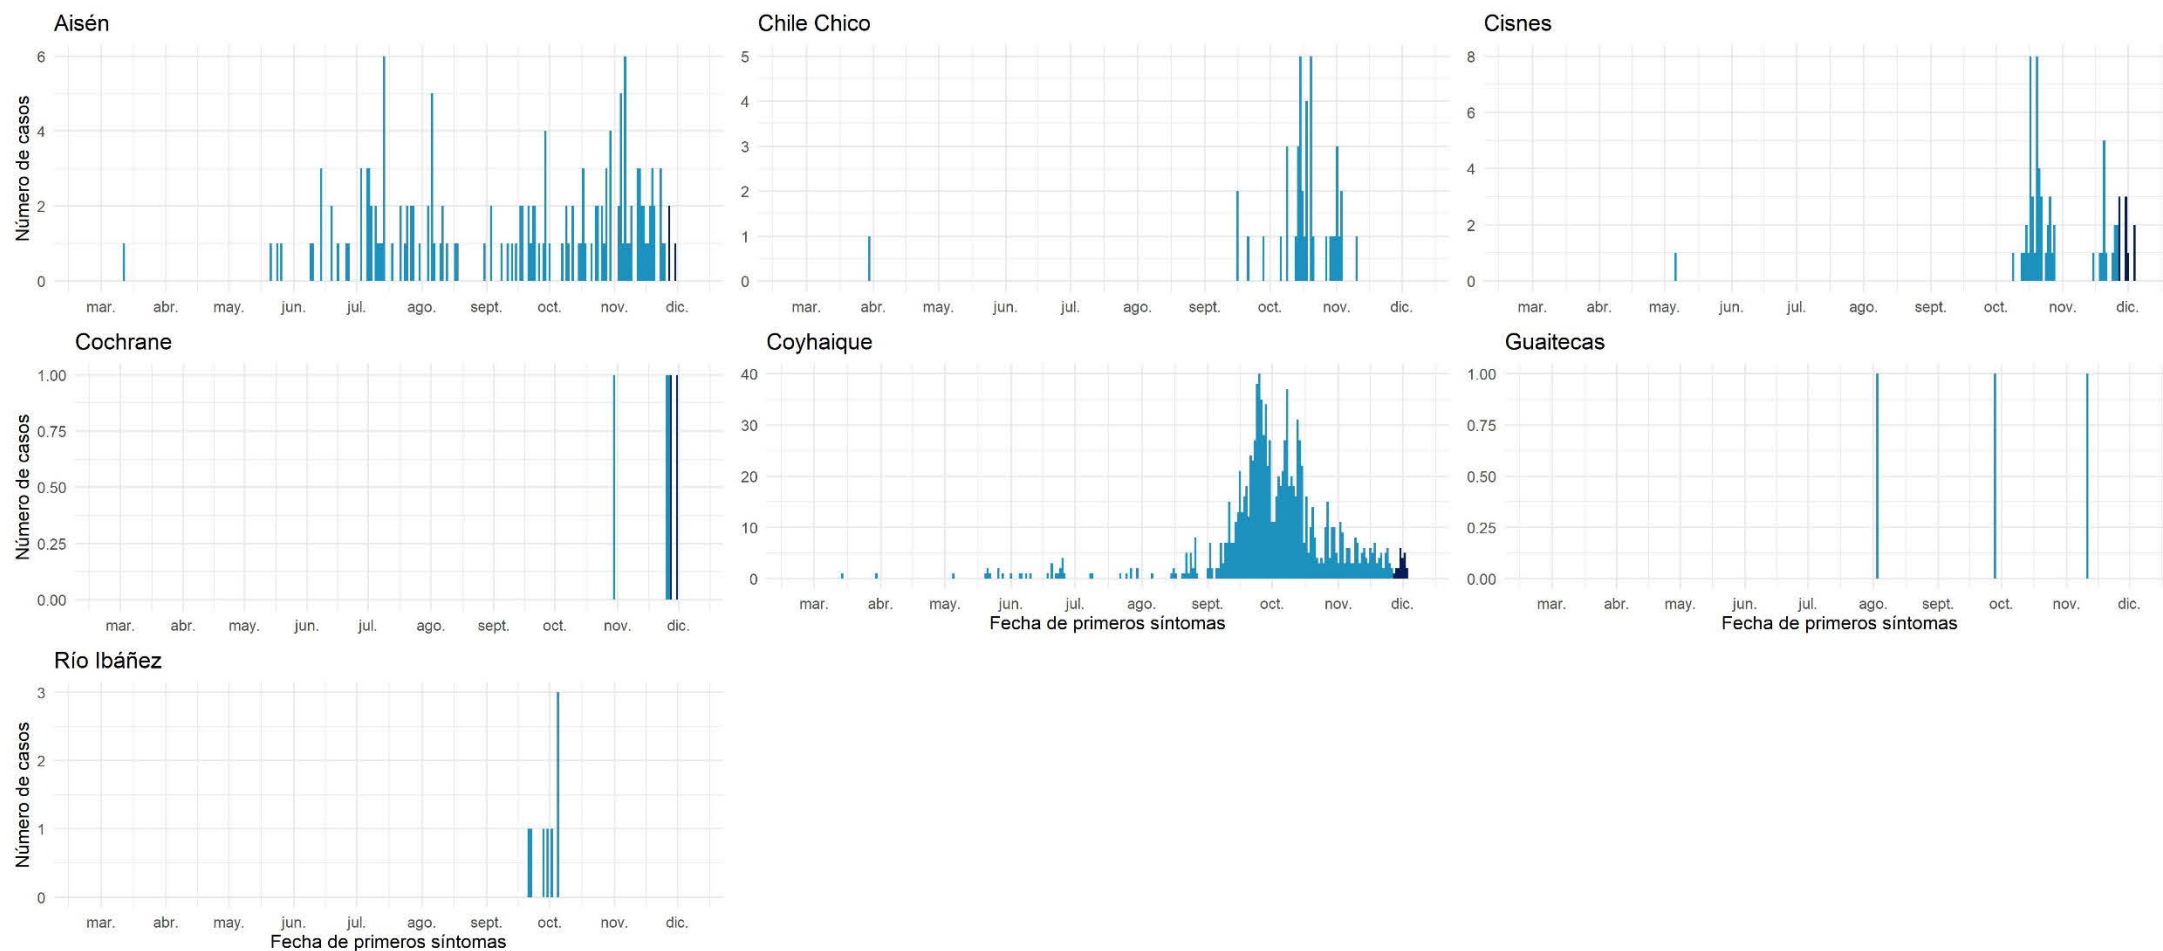 Aisén
Número de casos
6
4
2
0
mar. abr. may. jun. jul. ago. sept. oct. nov. dic.
Chile Chico
5
4
3
2
1
0
mar. abr. may. jun. jul. ago. sept. oct. nov. dic.
Cisnes
8
6
4
2
0
mar. abr. may. jun. jul. ago. sept. oct. nov. dic.
Cochrane
Número de casos
1.00
0.75
0.50
0.25
0.00
mar. abr. may. jun. jul. ago. sept. oct. nov. dic.
Coyhaique
40
30
20
10
0
mar. abr. may. jun. jul. ago. sept. oct. nov. dic.
Fecha de primeros síntomas
Guaitecas
1.00
0.75
0.50
0.25
0.00
mar. abr. may. jun. jul. ago. sept. oct. nov. dic.
Fecha de primeros síntomas
Río Ibáñez
Número de casos
3
2
1
0
mar. abr. may. jun. jul. ago. sept. oct. nov. dic.
Fecha de primeros síntomas